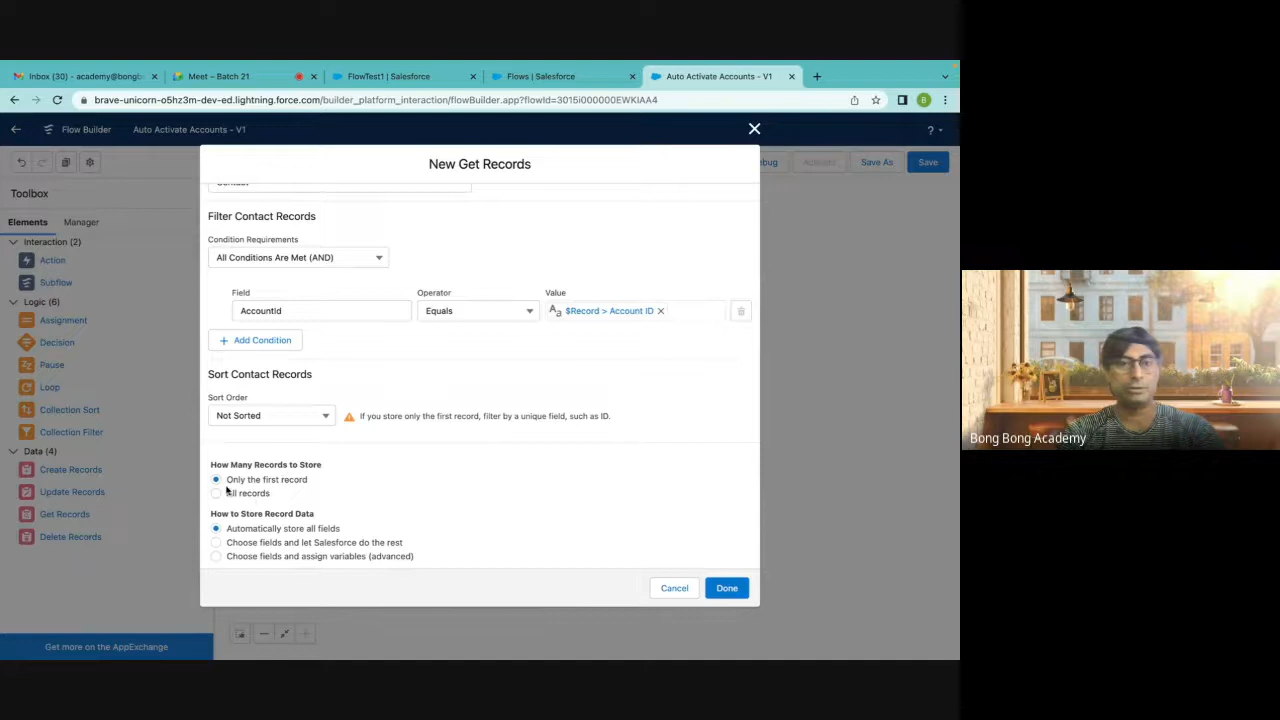 Inbox (30) - academy@bongb
Meet – Batch 21
FlowTest1 | Salesforce
Flows | Salesforce
Auto Activate Accounts - V1
brave-unicorn-o5hz3m-dev-ed.lightning.force.com/builder_platform_interaction/flowBuilder.app?flowId=3015i000000EWKIAA4
B
Flow Builder
Auto Activate Accounts - V1
?
New Get Records
Activate
Save As
Save
Toolbox
Elements
Manager
Interaction (2)
Action
Subflow
Logic (6)
Assignment
Decision
Pause
Loop
Collection Sort
Collection Filter
Data (4)
Create Records
Update Records
Get Records
Delete Records
Get more on the AppExchange
Filter Contact Records
Condition Requirements
All Conditions Are Met (AND)
Field
Operator
Value
AccountId
Equals
Aa $Record > Account ID
+ Add Condition
Sort Contact Records
Sort Order
Not Sorted
If you store only the first record, filter by a unique field, such as ID.
How Many Records to Store
Only the first record
All records
How to Store Record Data
Automatically store all fields
Choose fields and let Salesforce do the rest
Choose fields and assign variables (advanced)
Cancel
Done
Bong Bong Academy